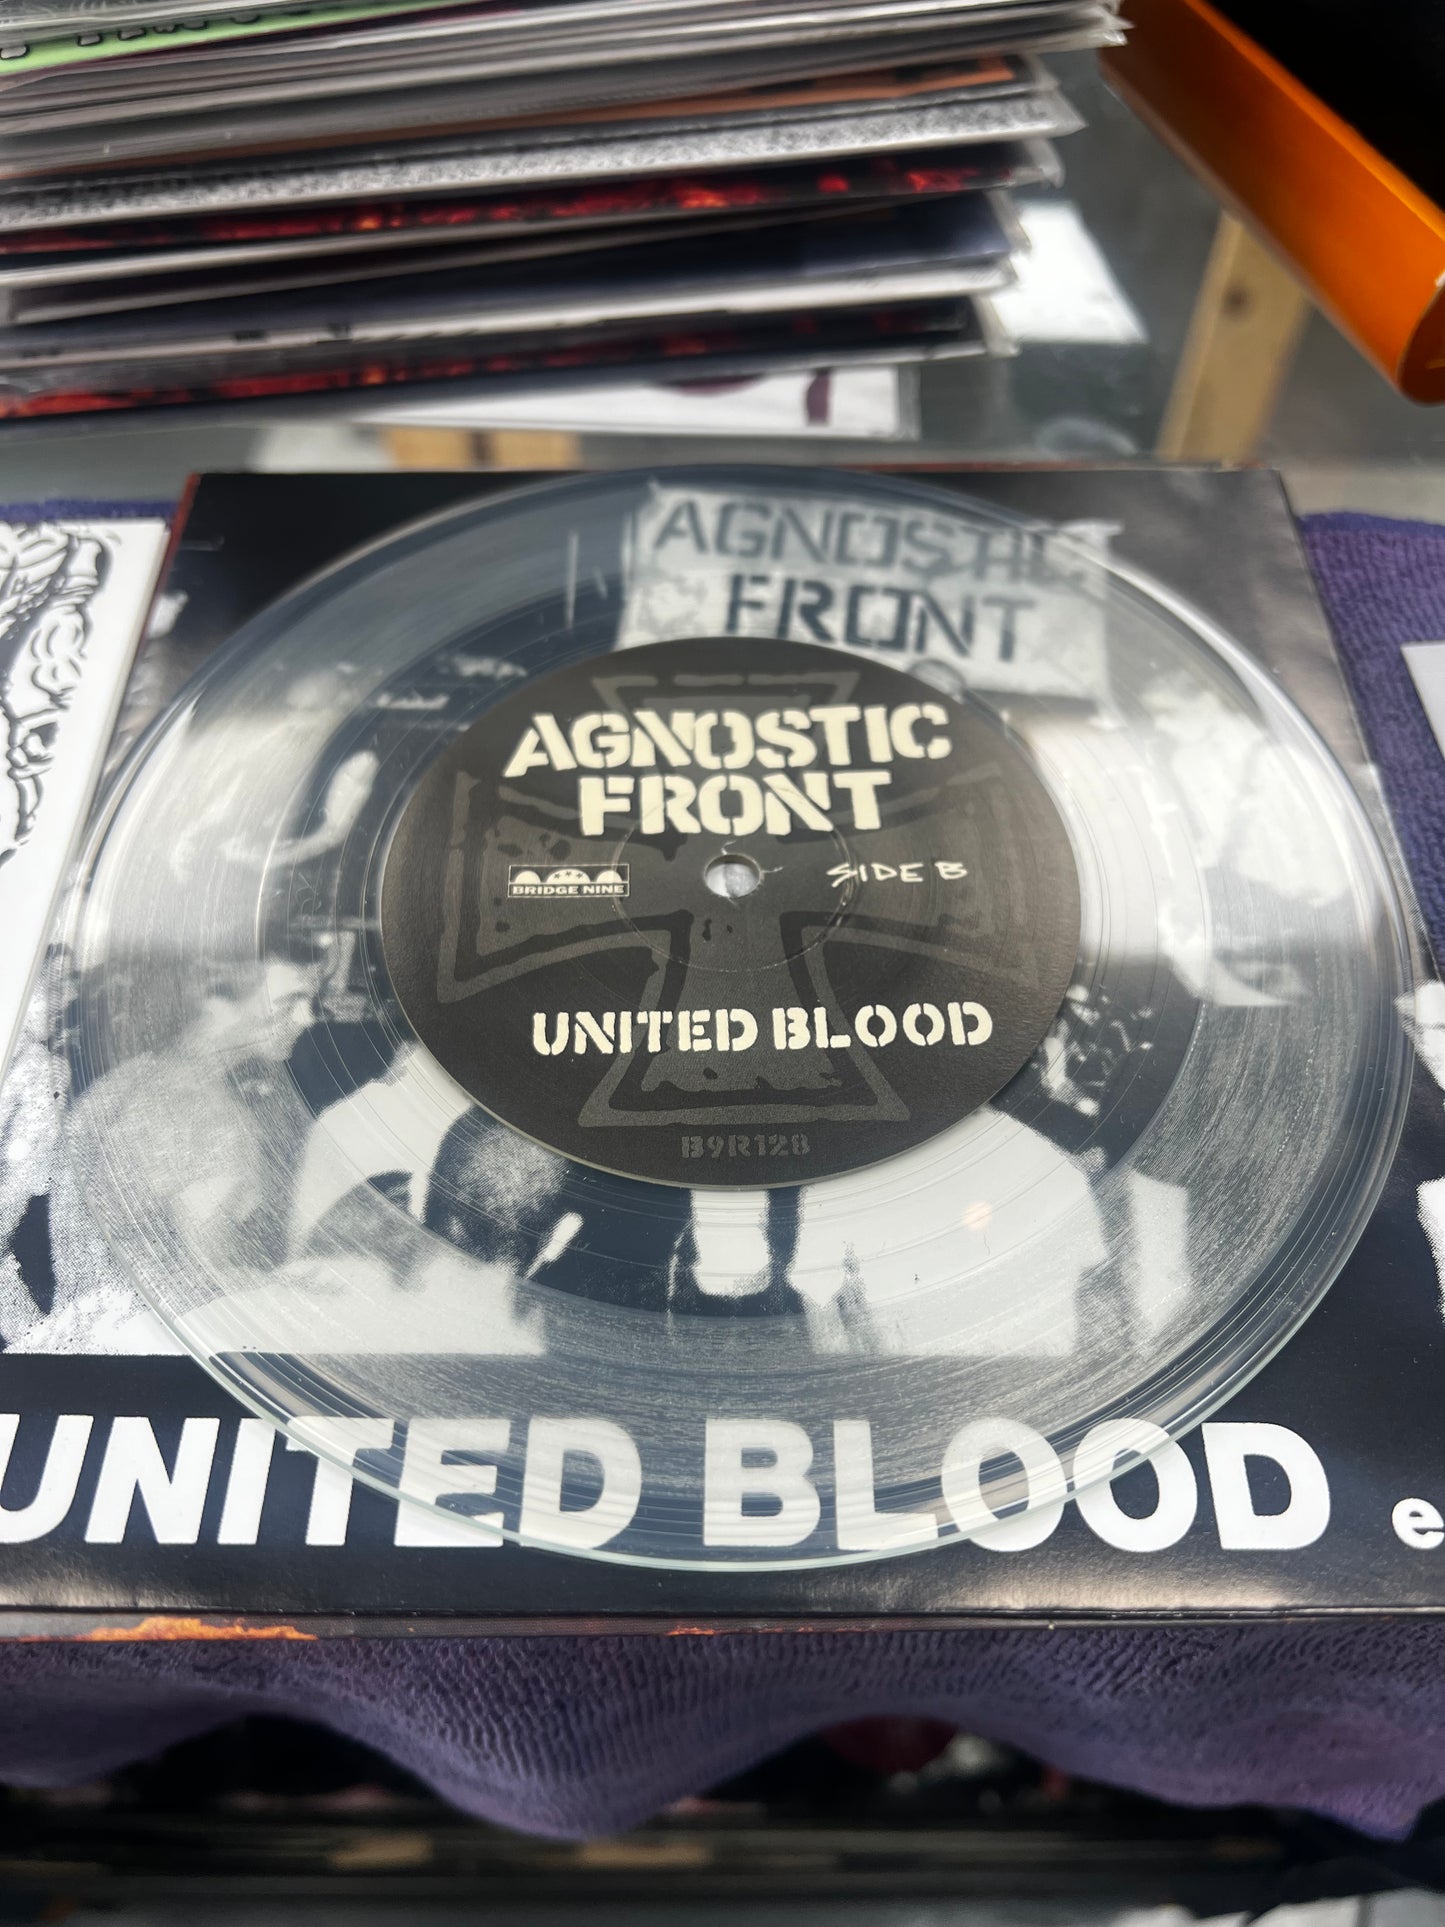 AGNOSTIC
FRONT
AGNOSTIC
FRONT
BRIDGE NINE
SIDE B
UNITED BLOOD
B9R128
UNITED BLOOD e